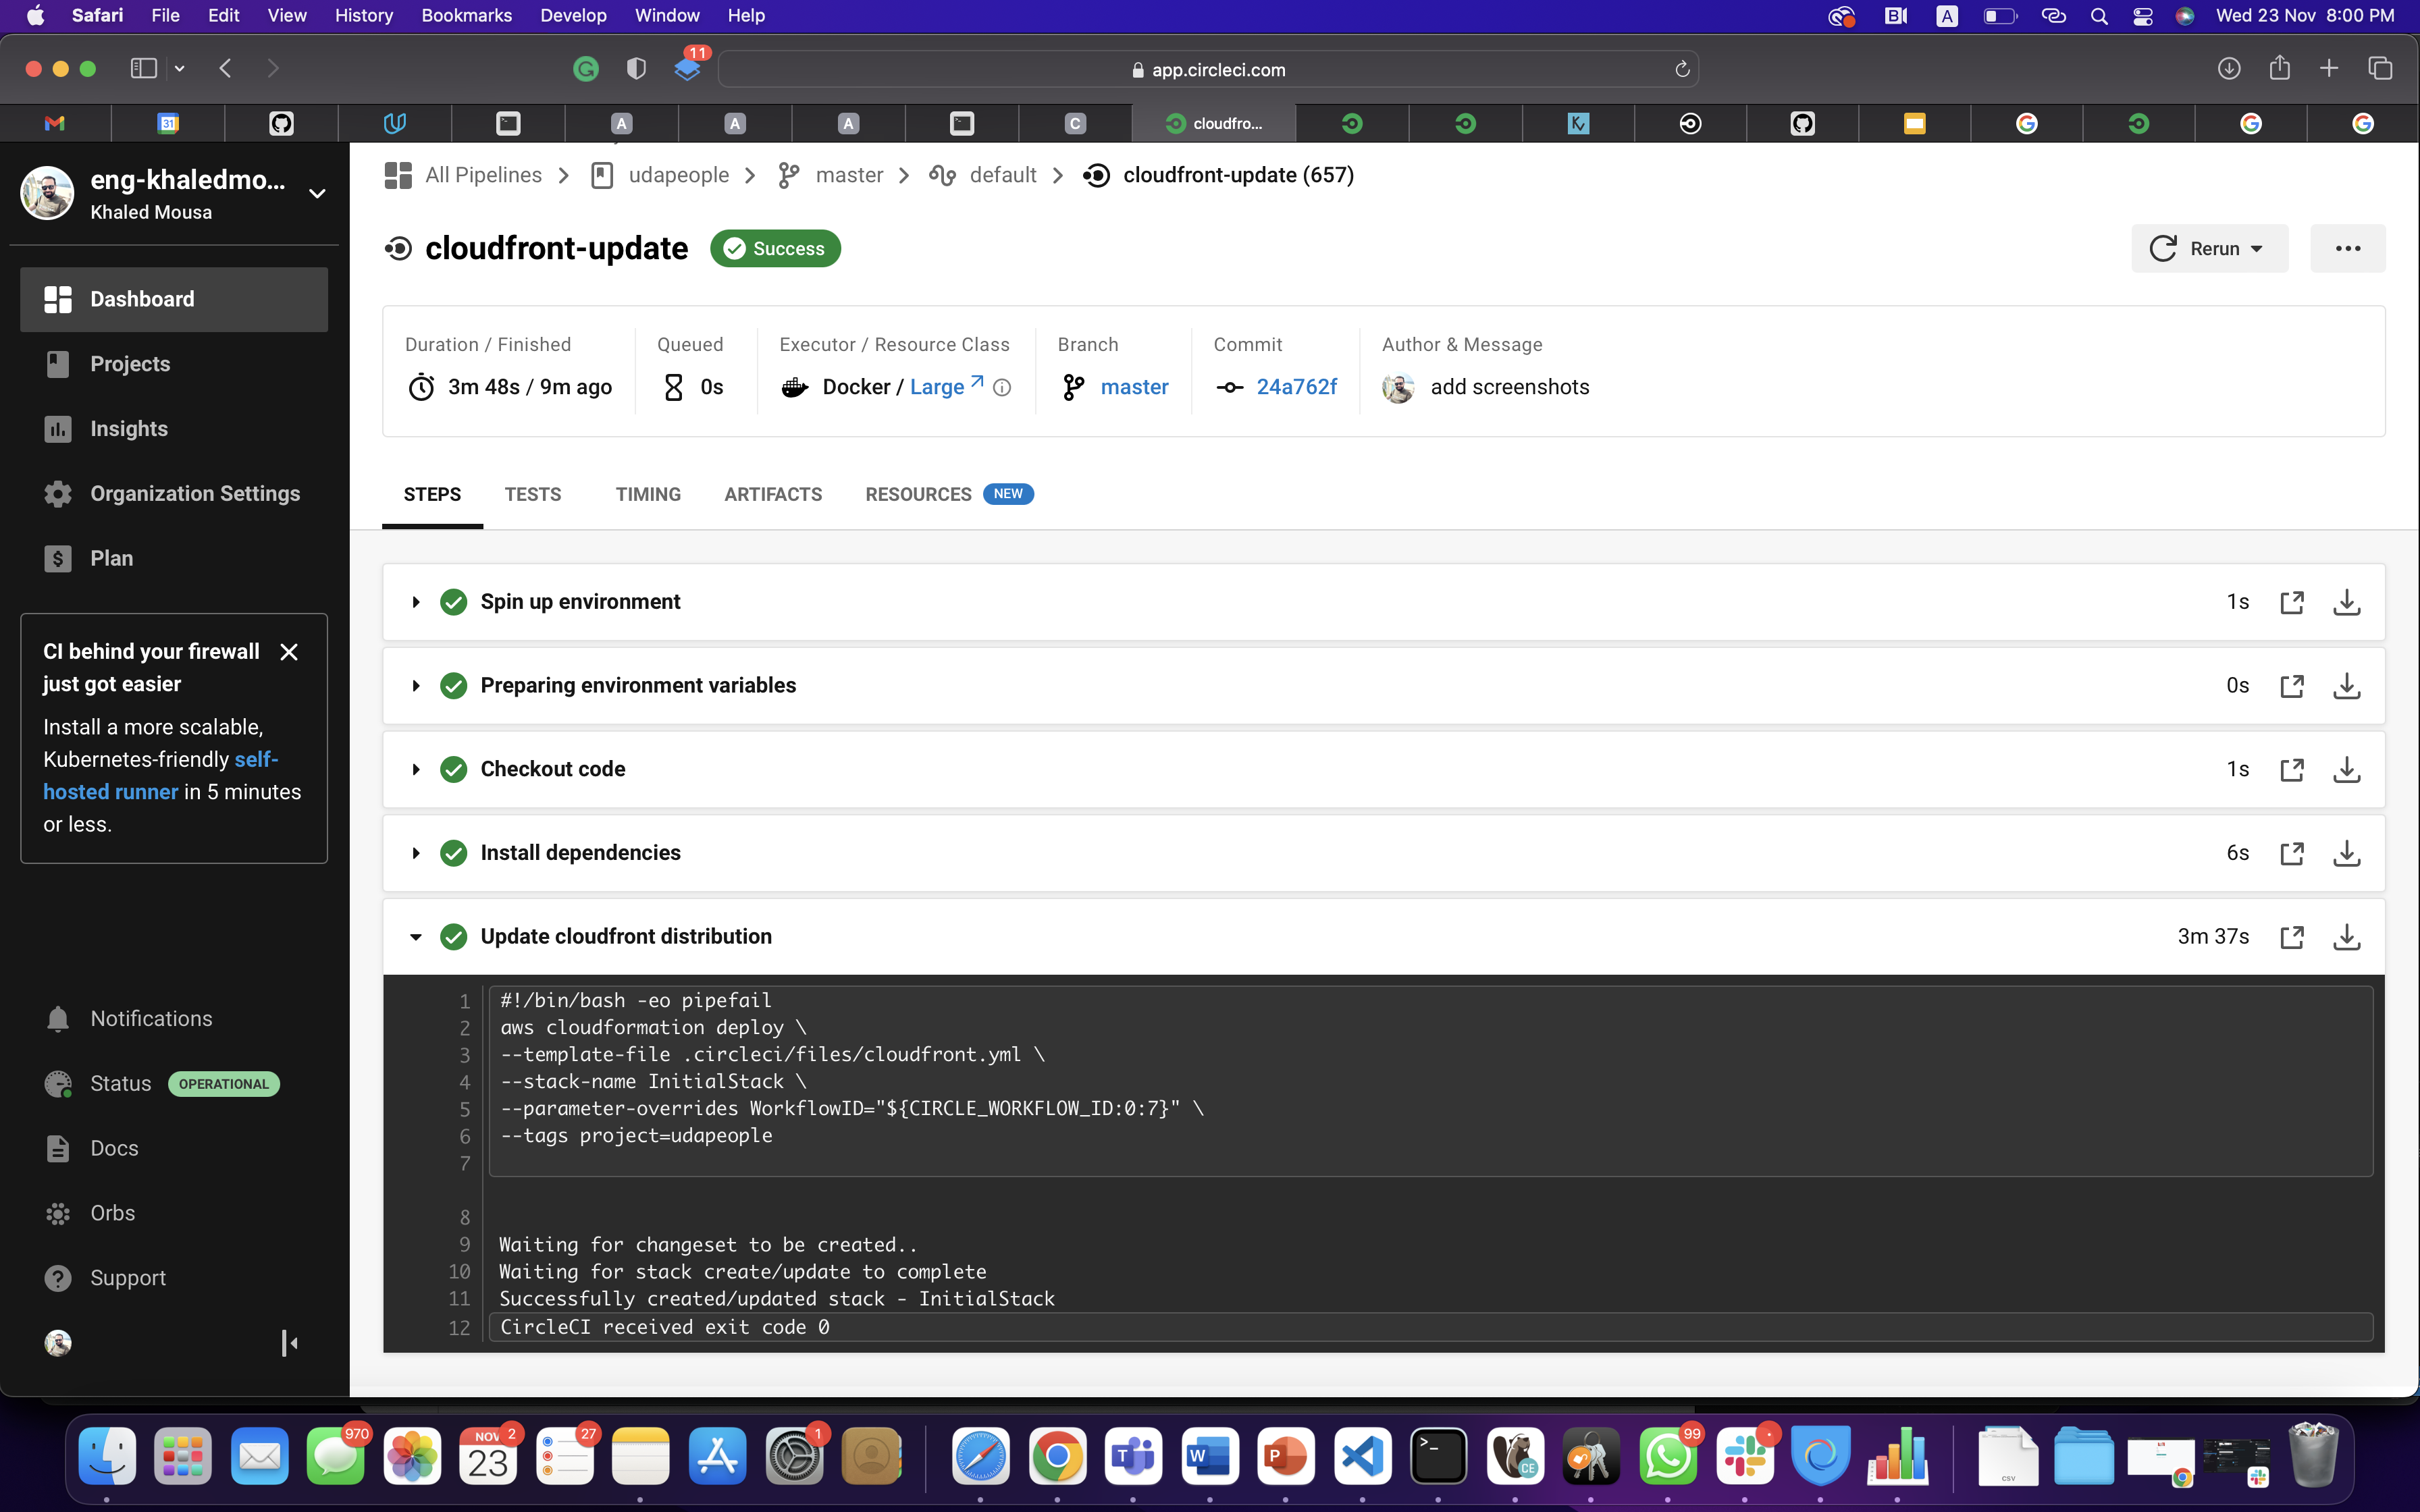 Safari File Edit View History Bookmarks Develop Window Help
A Wed 23 Nov 8:00 PM
11
app.circleci.com
31 A A A C cloudfro...
eng-khaledmo...
Khaled Mousa
Dashboard
Projects
Insights
Organization Settings
Plan
CI behind your firewall
just got easier
Install a more scalable,
Kubernetes-friendly self-
hosted runner in 5 minutes
or less.
Notifications
Status OPERATIONAL
Docs
Orbs
Support
All Pipelines udapeople master default cloudfront-update (657)
cloudfront-update Success
Rerun
Duration / Finished
3m 48s / 9m ago
Queued
0s
Executor / Resource Class
Docker / Large
Branch
master
Commit
24a762f
Author & Message
add screenshots
STEPS TESTS TIMING ARTIFACTS RESOURCES NEW
Spin up environment 1s
Preparing environment variables 0s
Checkout code 1s
Install dependencies 6s
Update cloudfront distribution 3m 37s
1 #!/bin/bash -eo pipefail
2 aws cloudformation deploy \
3 --template-file .circleci/files/cloudfront.yml \
4 --stack-name InitialStack \
5 --parameter-overrides WorkflowID="${CIRCLE_WORKFLOW_ID:0:7}" \
6 --tags project=udapeople
7
8
9 Waiting for changeset to be created..
10 Waiting for stack create/update to complete
11 Successfully created/updated stack - InitialStack
12 CircleCI received exit code 0
970 NOV 2 23 27 1 99
T W P >_ CE CSV